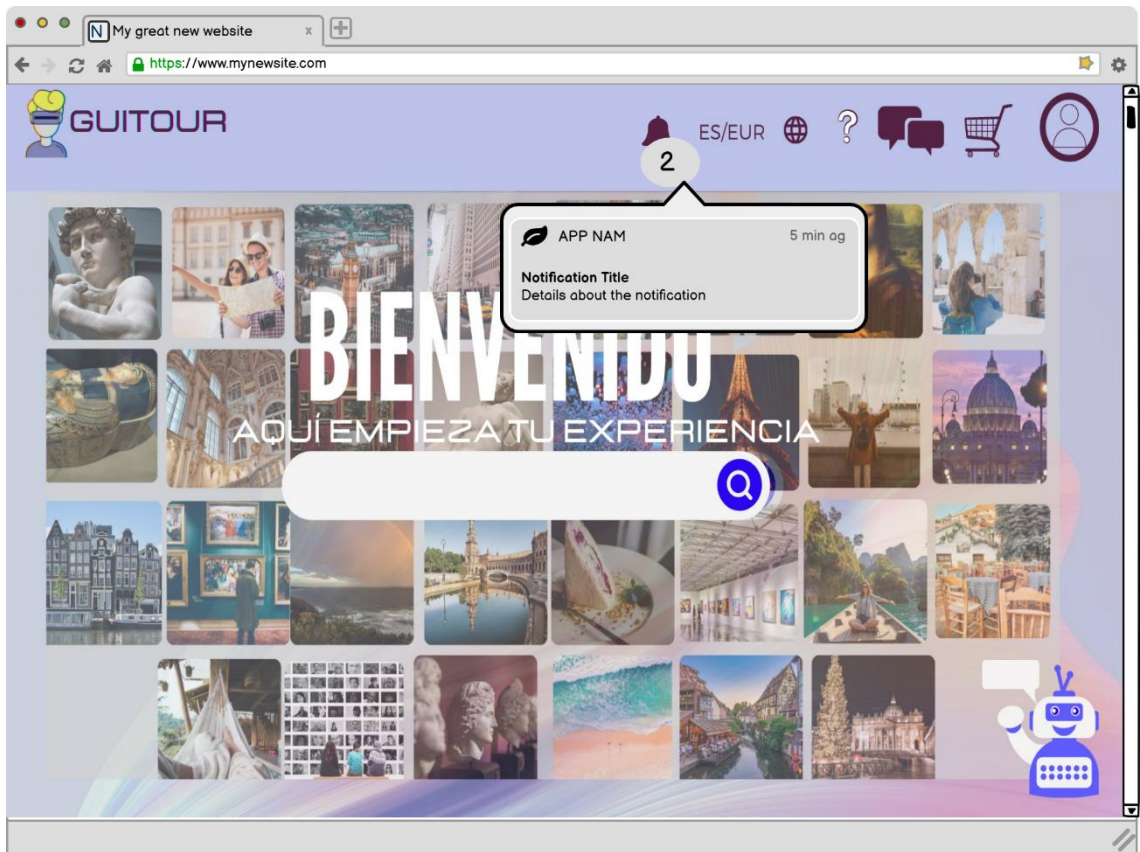 My great new website
https://www.mynewsite.com
GUITOUR
ES/EUR
?
2
APP NAM
5 min ag
Notification Title
Details about the notification
BIENVENIDO
AQUÍ EMPIEZA TU EXPERIENCIA